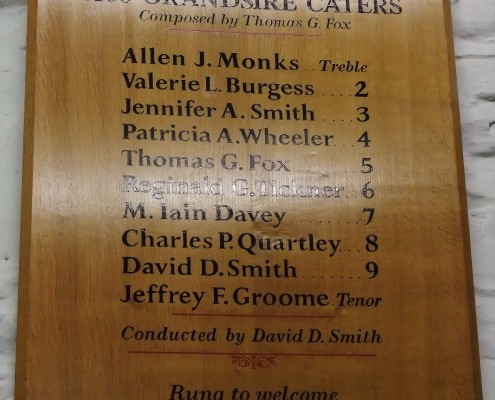 GRANDSIRE CATERS
Composed by Thomas G. Fox
Allen J. Monks .. Treble
Valerie L. Burgess .... 2
Jennifer A. Smith ... 3
Patricia A. Wheeler .. 4
Thomas G. Fox 5
Reginald G. Tickner .. 6
M. Iain Davey 7
Charles P. Quartley .. 8
David D. Smith ..... 9
Jeffrey F. Groome Tenor
Conducted by David D. Smith
Rung to welcome